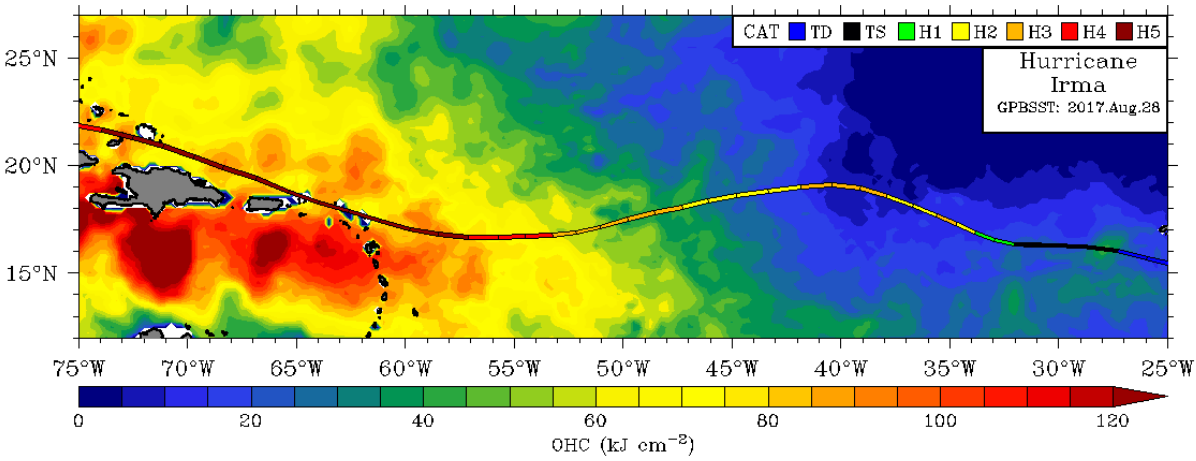 CAT TD TS H1 H2 H3 H4 H5
Hurricane
Irma
GPBSST: 2017.Aug.28
25°N
20°N
15°N
75°W 70°W 65°W 60°W 55°W 50°W 45°W 40°W 35°W 30°W 25°W
0 20 40 60 80 100 120
OHC (kJ cm⁻²)